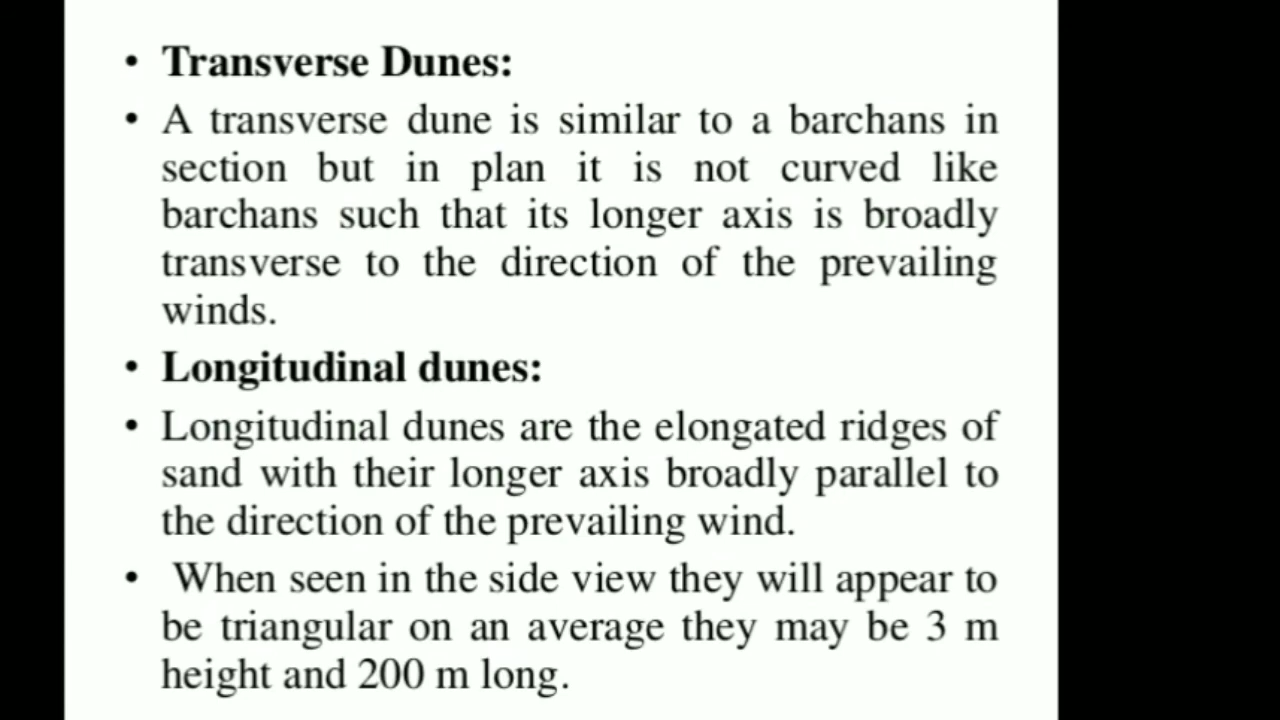 • Transverse Dunes:
• A transverse dune is similar to a barchans in
section but in plan it is not curved like
barchans such that its longer axis is broadly
transverse to the direction of the prevailing
winds.
• Longitudinal dunes:
• Longitudinal dunes are the elongated ridges of
sand with their longer axis broadly parallel to
the direction of the prevailing wind.
• When seen in the side view they will appear to
be triangular on an average they may be 3 m
height and 200 m long.